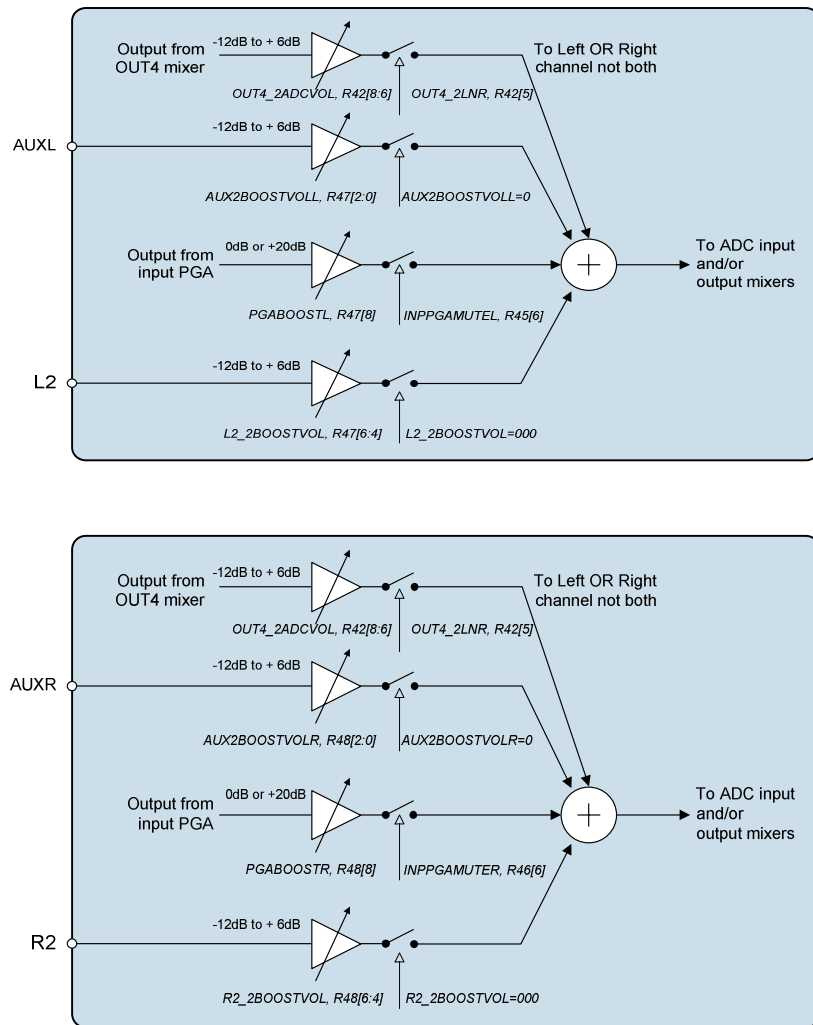 Output from
OUT4 mixer
-12dB to + 6dB
To Left OR Right
channel not both
OUT4_2ADCVOL, R42[8:6]
OUT4_2LNR, R42[5]
AUXL
-12dB to + 6dB
AUX2BOOSTVOLL, R47[2:0]
AUX2BOOSTVOLL=0
Output from
input PGA
0dB or +20dB
To ADC input
and/or
output mixers
PGABOOSTL, R47[8]
INPPGAMUTEL, R45[6]
L2
-12dB to + 6dB
L2_2BOOSTVOL, R47[6:4]
L2_2BOOSTVOL=000
Output from
OUT4 mixer
-12dB to + 6dB
To Left OR Right
channel not both
OUT4_2ADCVOL, R42[8:6]
OUT4_2LNR, R42[5]
AUXR
-12dB to + 6dB
AUX2BOOSTVOLR, R48[2:0]
AUX2BOOSTVOLR=0
Output from
input PGA
0dB or +20dB
To ADC input
and/or
output mixers
PGABOOSTR, R48[8]
INPPGAMUTER, R46[6]
R2
-12dB to + 6dB
R2_2BOOSTVOL, R48[6:4]
R2_2BOOSTVOL=000